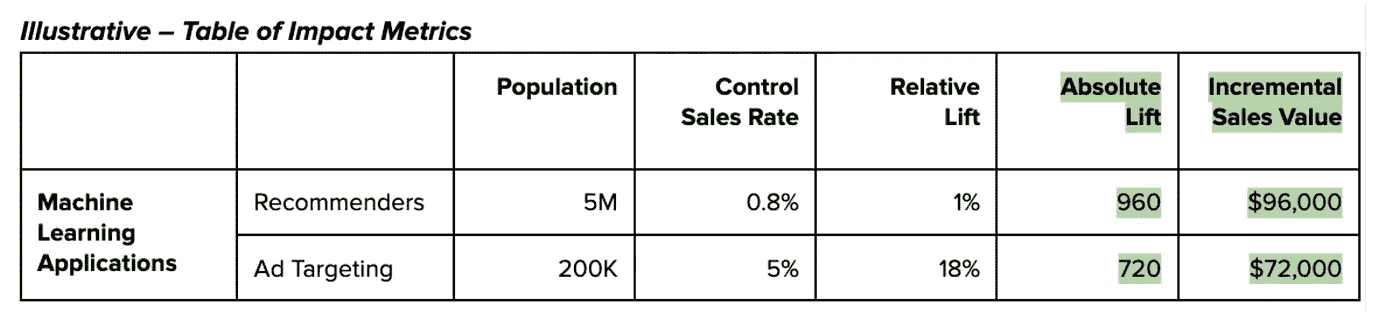 Illustrative – Table of Impact Metrics
Population
Control
Sales Rate
Relative
Lift
Absolute
Lift
Incremental
Sales Value
Machine
Learning
Applications
Recommenders
5M
0.8%
1%
960
$96,000
Ad Targeting
200K
5%
18%
720
$72,000